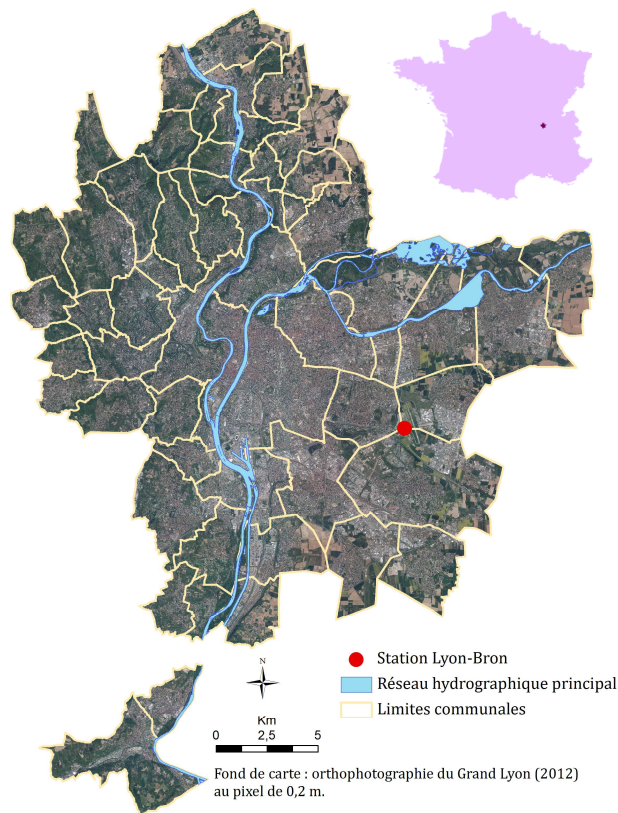 Station Lyon-Bron
Réseau hydrographique principal
Limites communales
N
Km
0 2,5 5
Fond de carte : orthophotographie du Grand Lyon (2012)
au pixel de 0,2 m.